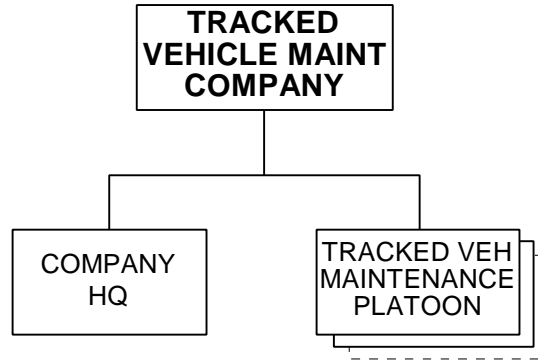 TRACKED
VEHICLE MAINT
COMPANY
COMPANY
HQ
TRACKED VEH
MAINTENANCE
PLATOON